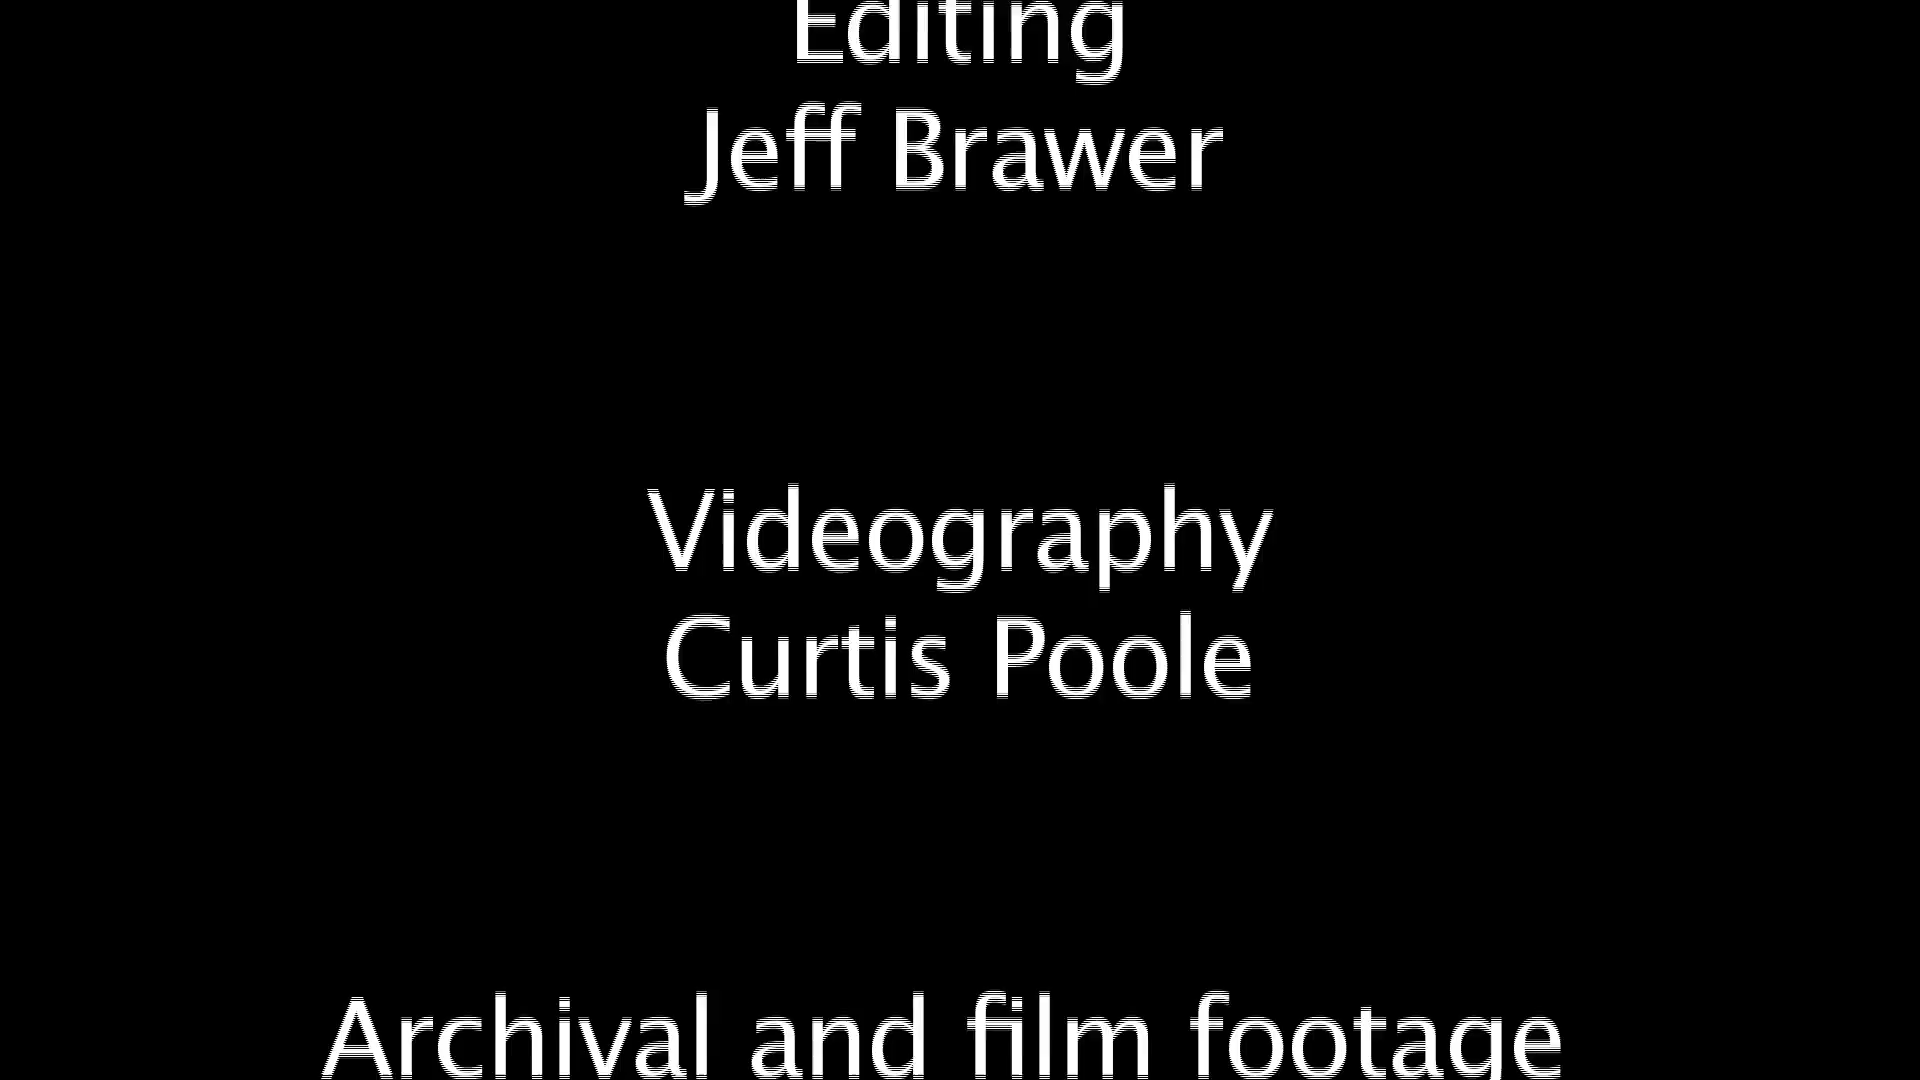 Editing
Jeff Brawer
Videography
Curtis Poole
Archival and film footage